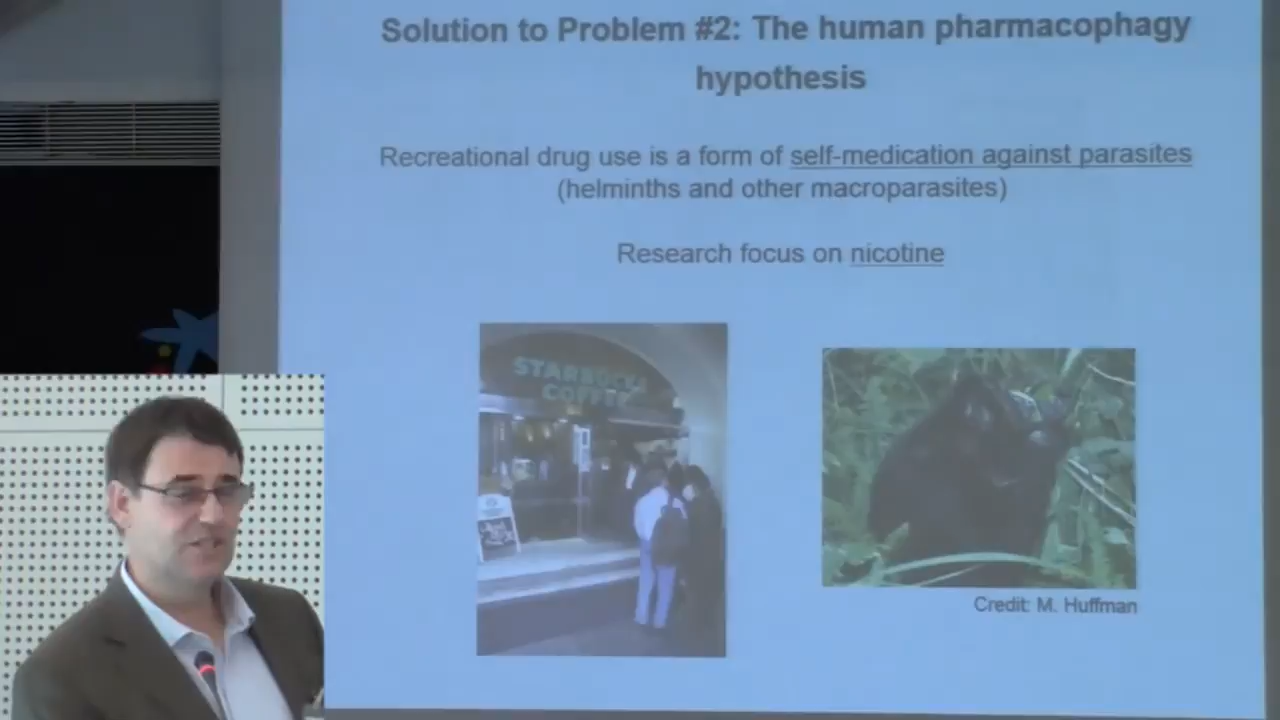 Solution to Problem #2: The human pharmacophagy
hypothesis
Recreational drug use is a form of self-medication against parasites
(helminths and other macroparasites)
Research focus on nicotine
STARBUCKS
COFFEE
Credit: M. Huffman